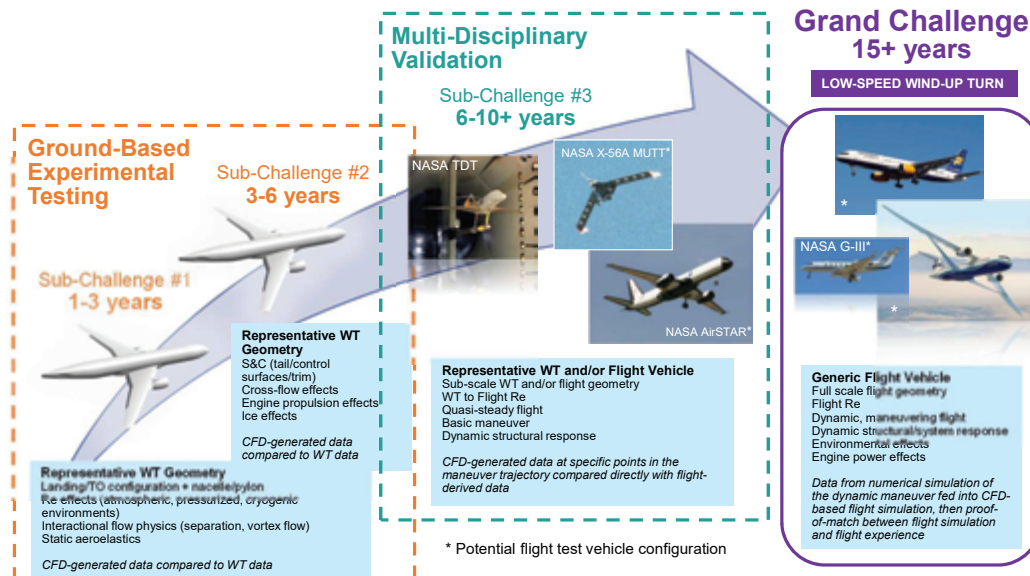 Grand Challenge
15+ years
LOW-SPEED WIND-UP TURN
Multi-Disciplinary
Validation
Sub-Challenge #3
6-10+ years
Ground-Based
Experimental
Testing
Sub-Challenge #2
3-6 years
Sub-Challenge #1
1-3 years
NASA TDT
NASA X-56A MUTT*
NASA AirSTAR*
*
NASA G-III*
*
Representative WT
Geometry
S&C (tail/control
surfaces/trim)
Cross-flow effects
Engine propulsion effects
Ice effects
CFD-generated data
compared to WT data
Representative WT Geometry
Landing/TO configuration + nacelle/pylon
Re effects (atmospheric, pressurized, cryogenic
environments)
Interactional flow physics (separation, vortex flow)
Static aeroelastics
CFD-generated data compared to WT data
Representative WT and/or Flight Vehicle
Sub-scale WT and/or flight geometry
WT to Flight Re
Quasi-steady flight
Basic maneuver
Dynamic structural response
CFD-generated data at specific points in the
maneuver trajectory compared directly with flight-
derived data
* Potential flight test vehicle configuration
Generic Flight Vehicle
Full scale flight geometry
Flight Re
Dynamic, maneuvering flight
Dynamic structural/system response
Environmental effects
Engine power effects
Data from numerical simulation of
the dynamic maneuver fed into CFD-
based flight simulation, then proof-
of-match between flight simulation
and flight experience